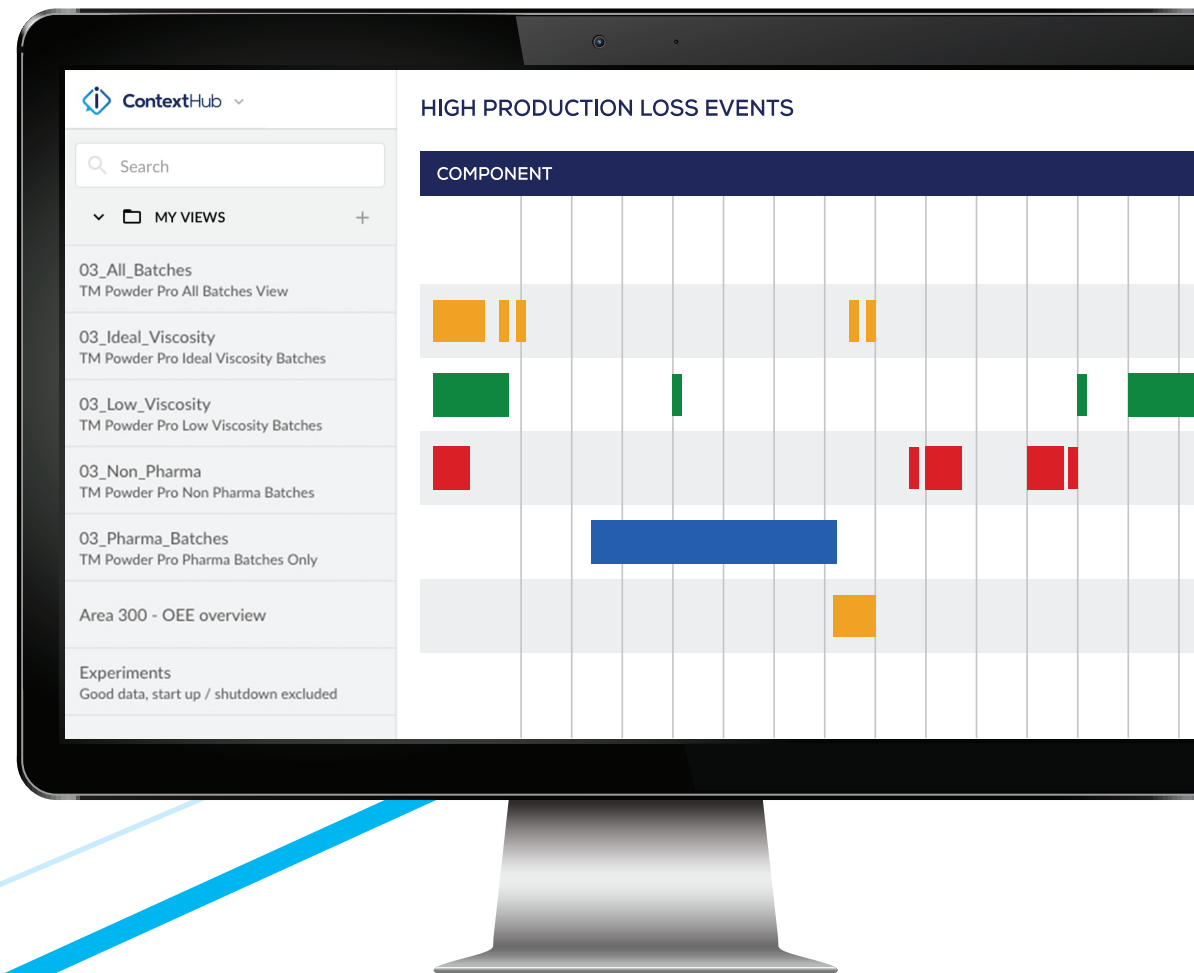 ContextHub
Search
MY VIEWS
03_All_Batches
TM Powder Pro All Batches View
03_Ideal_Viscosity
TM Powder Pro Ideal Viscosity Batches
03_Low_Viscosity
TM Powder Pro Low Viscosity Batches
03_Non_Pharma
TM Powder Pro Non Pharma Batches
03_Pharma_Batches
TM Powder Pro Pharma Batches Only
Area 300 - OEE overview
Experiments
Good data, start up / shutdown excluded
HIGH PRODUCTION LOSS EVENTS
COMPONENT